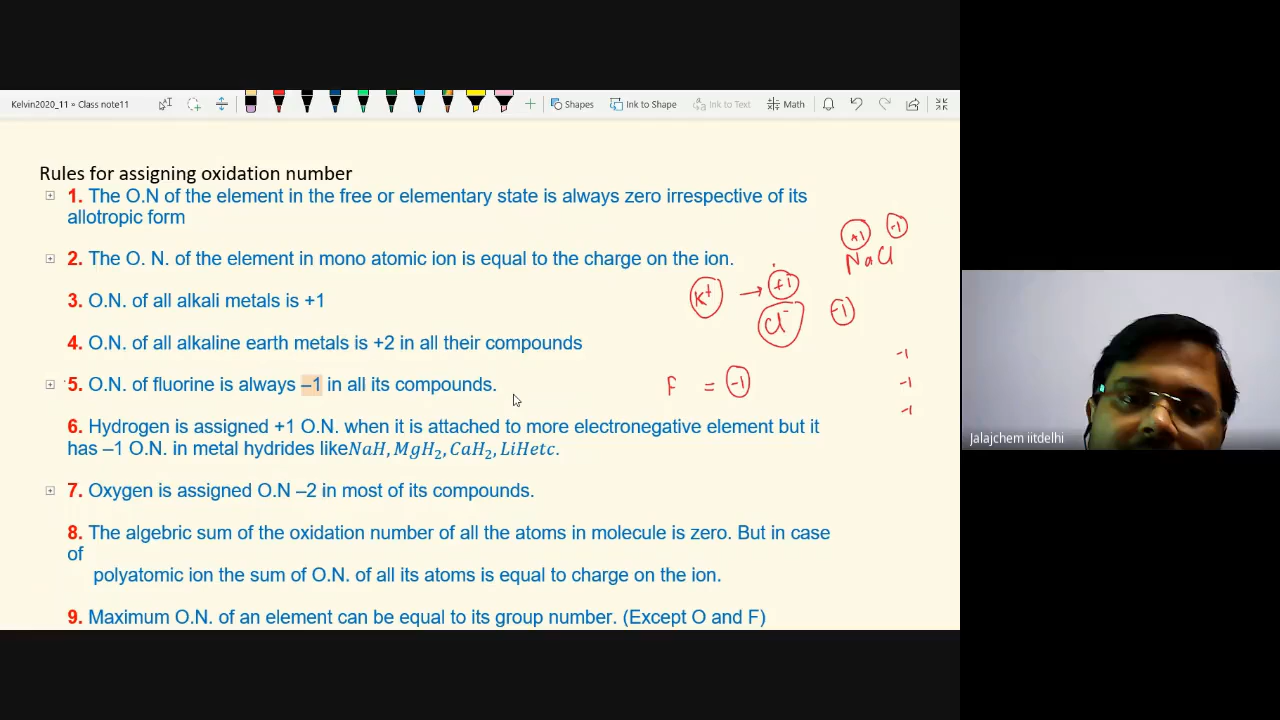 Kelvin2020_11 » Class note11
Shapes
Ink to Shape
Ink to Text
Math
Rules for assigning oxidation number
1. The O.N of the element in the free or elementary state is always zero irrespective of its
allotropic form
+1 -1
NaCl
2. The O. N. of the element in mono atomic ion is equal to the charge on the ion.
K+ → +1
3. O.N. of all alkali metals is +1
Cl- -1
4. O.N. of all alkaline earth metals is +2 in all their compounds
-1
5. O.N. of fluorine is always –1 in all its compounds.
F = -1
-1
-1
6. Hydrogen is assigned +1 O.N. when it is attached to more electronegative element but it
has –1 O.N. in metal hydrides likeNaH, MgH₂, CaH₂, LiHetc.
7. Oxygen is assigned O.N –2 in most of its compounds.
8. The algebric sum of the oxidation number of all the atoms in molecule is zero. But in case
of
polyatomic ion the sum of O.N. of all its atoms is equal to charge on the ion.
9. Maximum O.N. of an element can be equal to its group number. (Except O and F)
Jalajchem iitdelhi